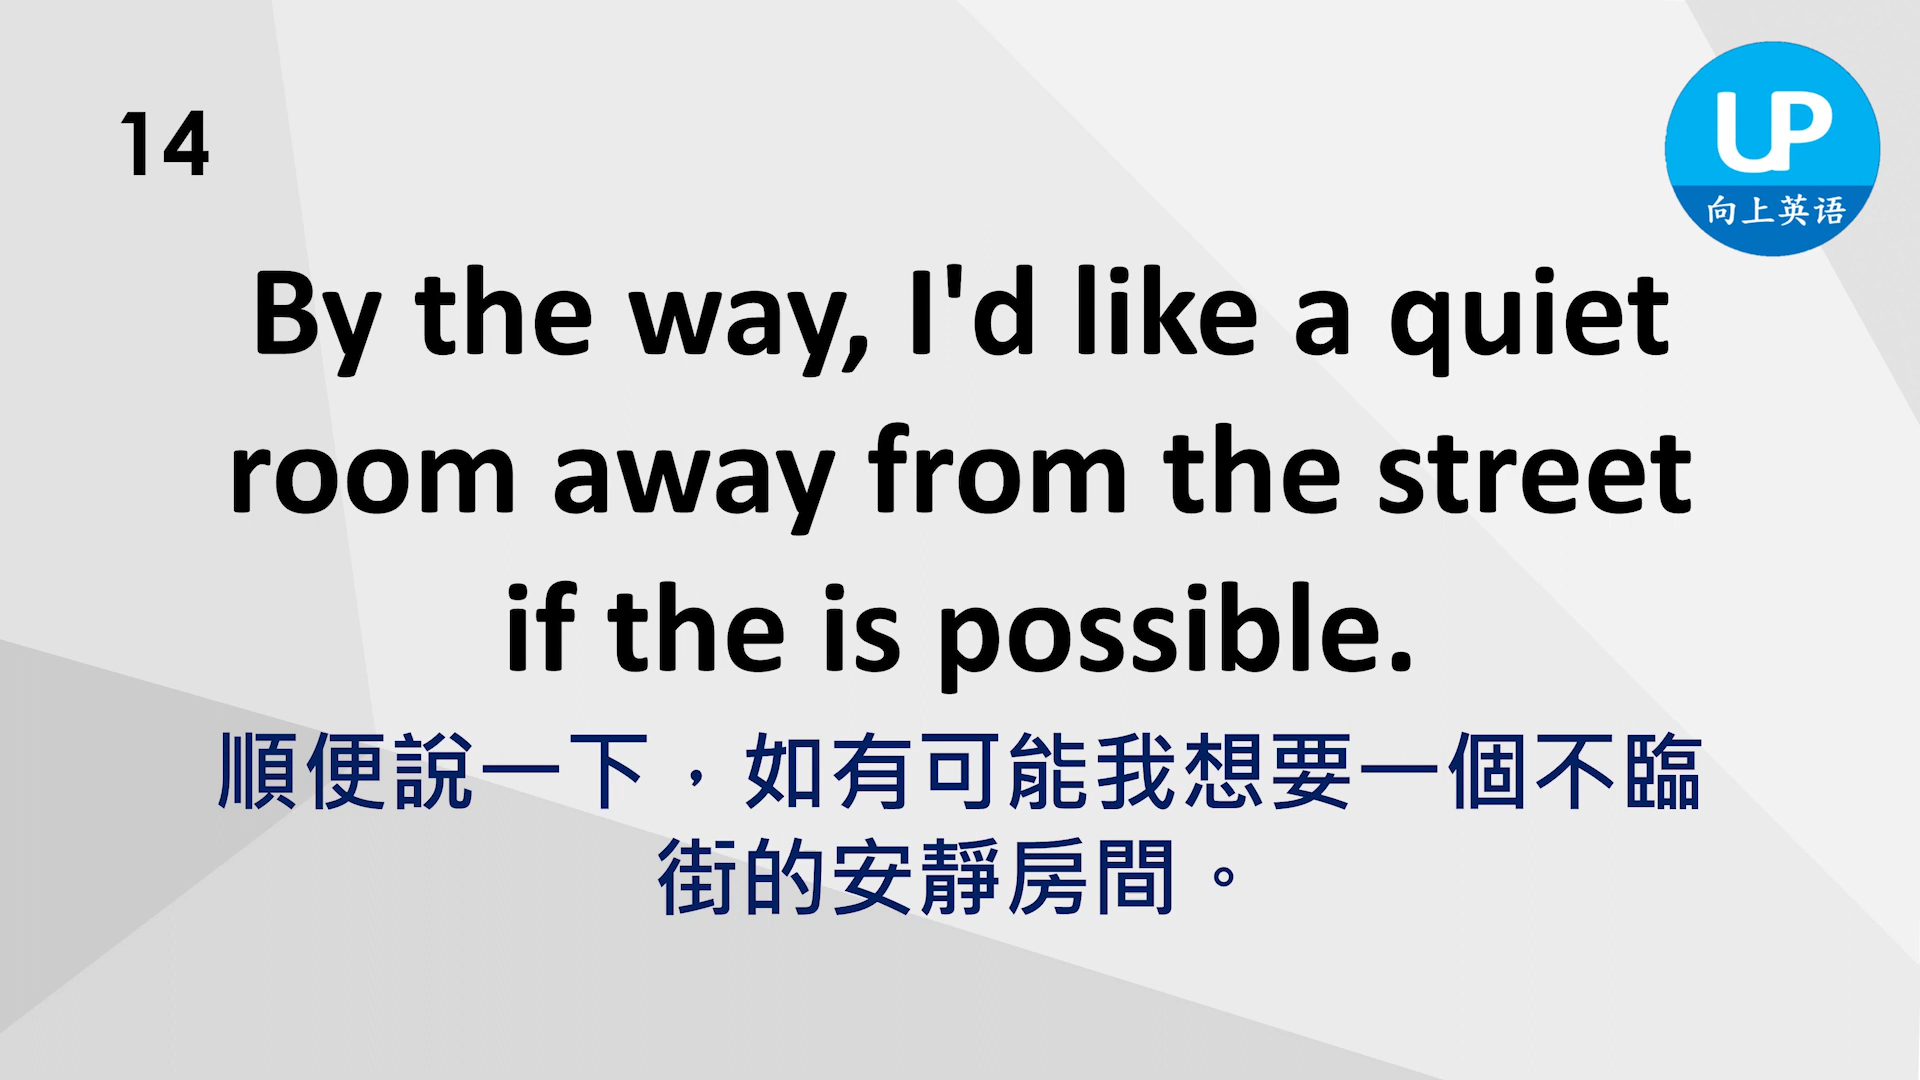 14
UP
向上英语
By the way, I'd like a quiet
room away from the street
if the is possible.
順便說一下，如有可能我想要一個不臨
街的安靜房間。